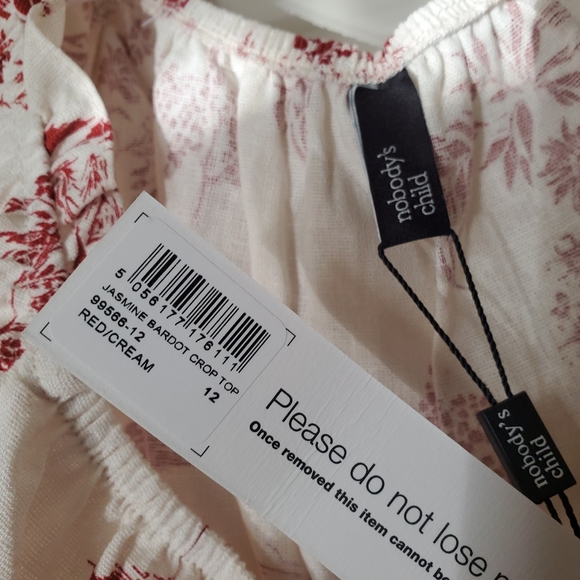 nobody's
child
5 056177 176111
JASMINE BARDOT CROP TOP
99566-12
12
RED/CREAM
Please do not lose
Once removed this item cannot be
nobody's
child